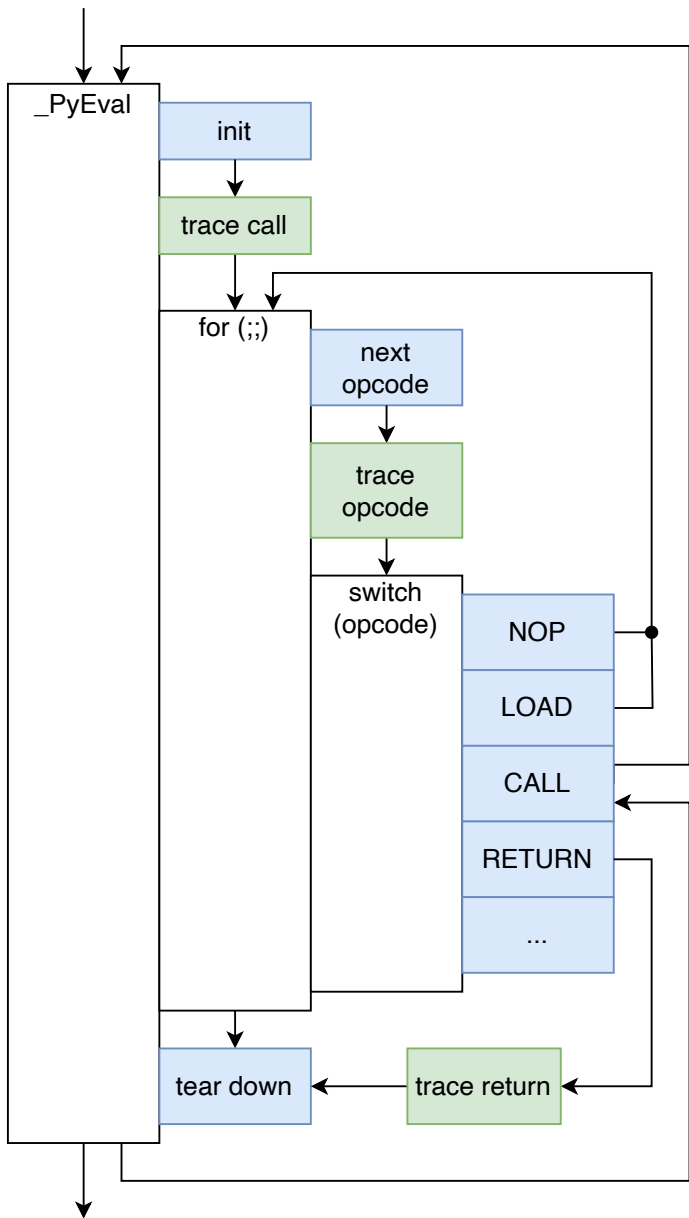 _PyEval
init
trace call
for (;;)
next
opcode
trace
opcode
switch
(opcode)
NOP
LOAD
CALL
RETURN
...
tear down
trace return